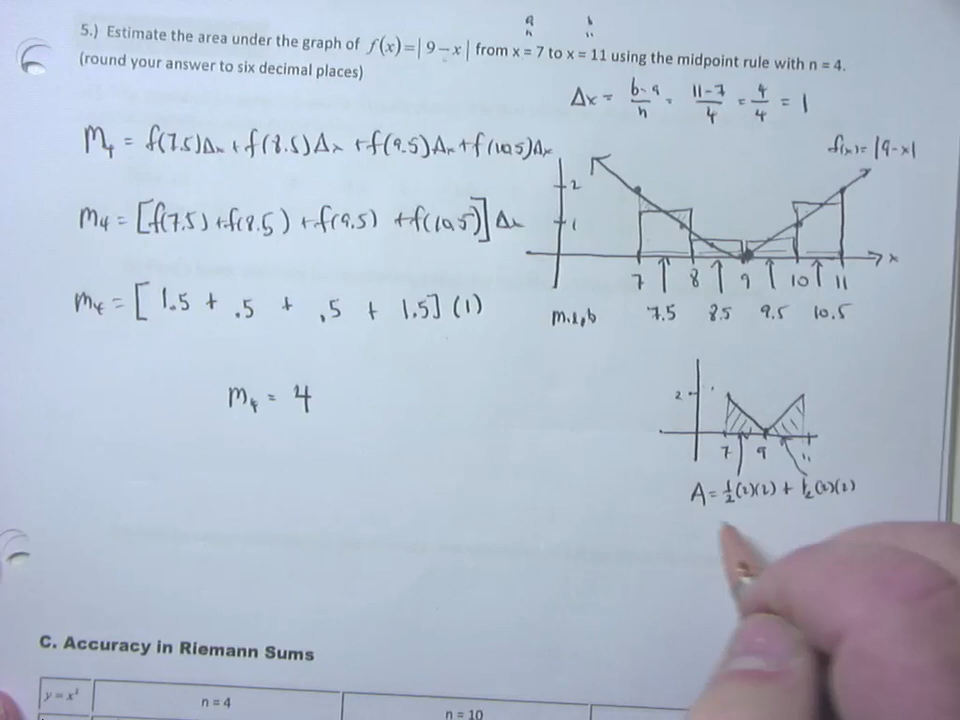 a b
" "
5.) Estimate the area under the graph of f(x)=| 9 – x | from x = 7 to x = 11 using the midpoint rule with n = 4.
(round your answer to six decimal places)
Δx = b-a/n = 11-7/4 = 4/4 = 1
M₄ = f(7.5)Δx + f(8.5)Δx + f(9.5)Δx + f(10.5)Δx
f(x) = |9-x|
2
M₄ = [f(7.5) + f(8.5) + f(9.5) + f(10.5)] Δx
1
x
7 8 9 10 11
M₄ = [1.5 + .5 + .5 + 1.5] (1)
7.5 8.5 9.5 10.5
M₄ = 4
2
7 9 11
A = ½(2)(2) + ½(2)(2)
C. Accuracy in Riemann Sums
y = x²
n = 4
n = 10